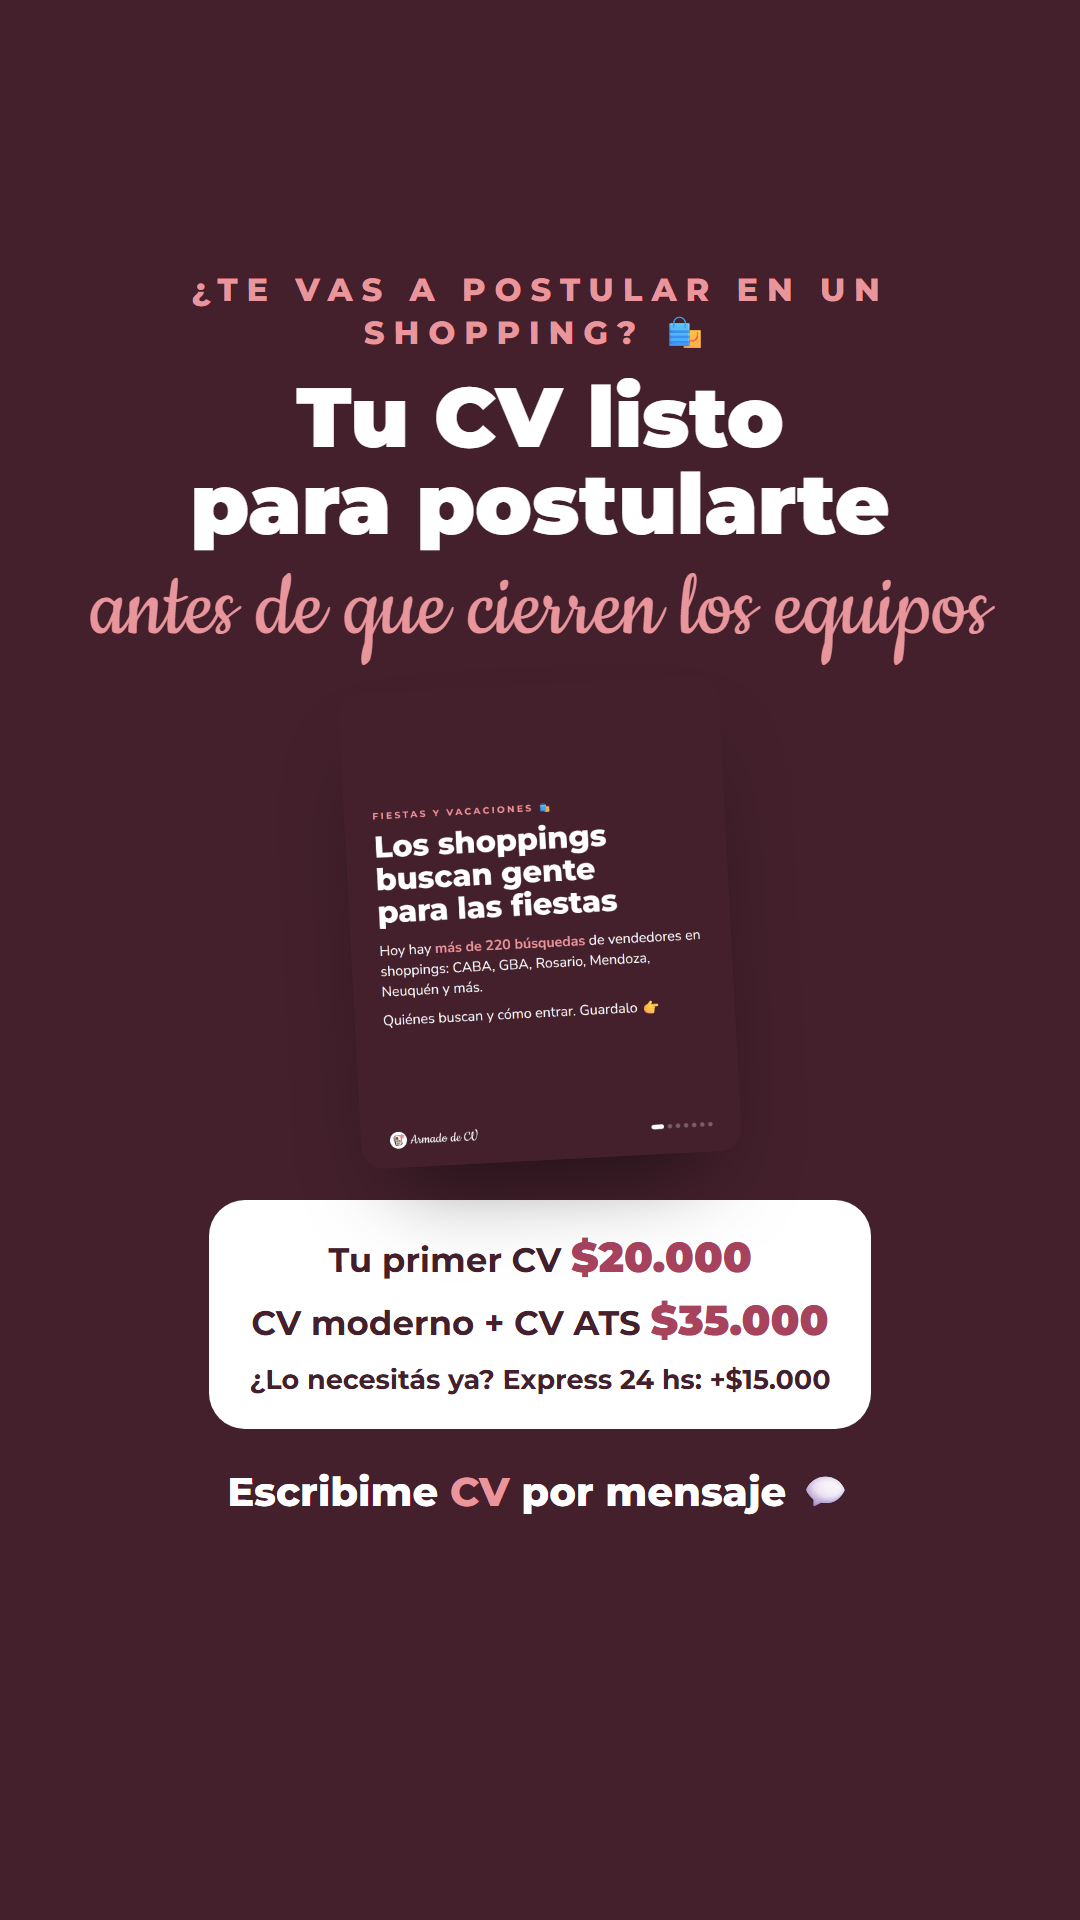 ¿TE VAS A POSTULAR EN UN
SHOPPING? 🛍️
Tu CV listo
para postularte
antes de que cierren los equipos
FIESTAS Y VACACIONES 🛍️
Los shoppings
buscan gente
para las fiestas
Hoy hay más de 220 búsquedas de vendedores en
shoppings: CABA, GBA, Rosario, Mendoza,
Neuquén y más.
Quiénes buscan y cómo entrar. Guardalo 👉
Armado de CV
Tu primer CV $20.000
CV moderno + CV ATS $35.000
¿Lo necesitás ya? Express 24 hs: +$15.000
Escribime CV por mensaje 💬